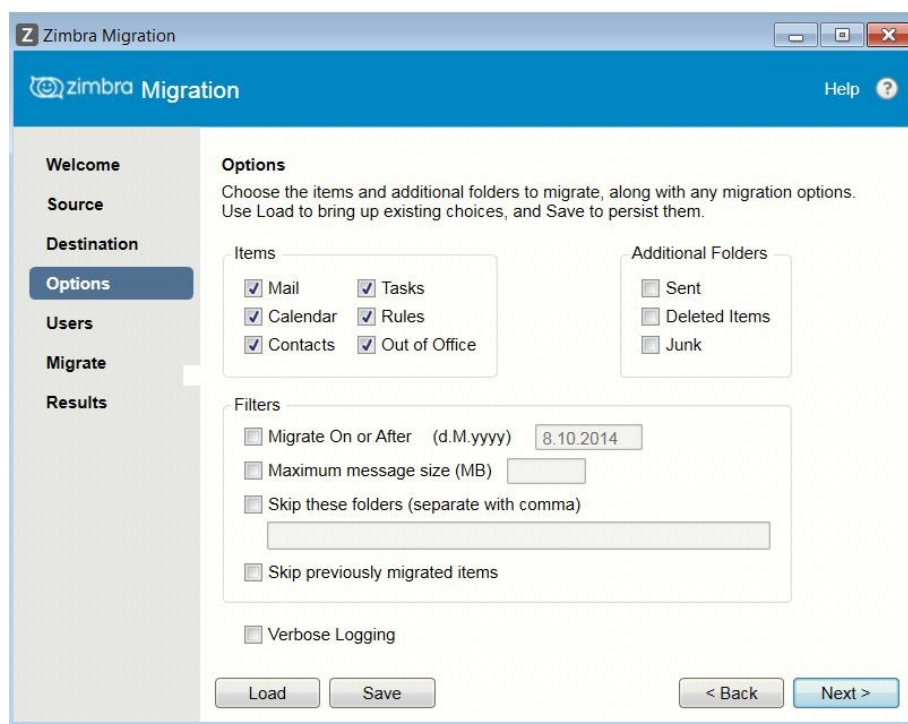 Z Zimbra Migration
zimbra Migration
Help ?
Welcome
Source
Destination
Options
Users
Migrate
Results
Options
Choose the items and additional folders to migrate, along with any migration options.
Use Load to bring up existing choices, and Save to persist them.
Items
Mail Tasks
Calendar Rules
Contacts Out of Office
Additional Folders
Sent
Deleted Items
Junk
Filters
Migrate On or After (d.M.yyyy) 8.10.2014
Maximum message size (MB)
Skip these folders (separate with comma)
Skip previously migrated items
Verbose Logging
Load Save < Back Next >